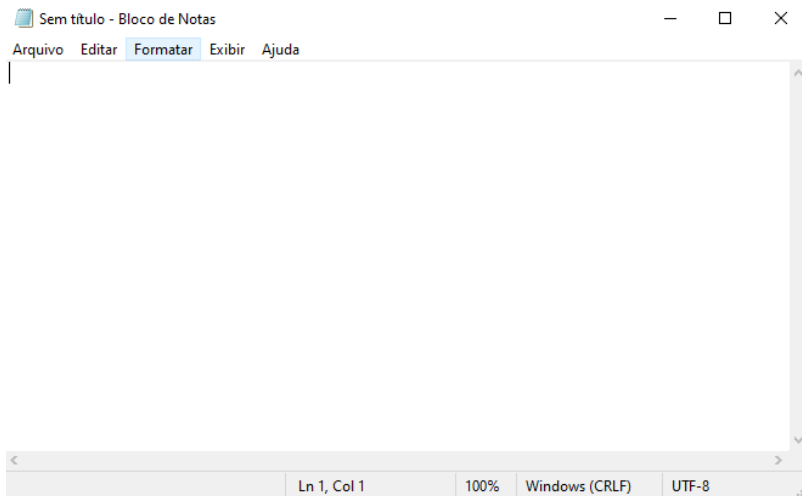 Sem título - Bloco de Notas
Arquivo Editar Formatar Exibir Ajuda
Ln 1, Col 1 100% Windows (CRLF) UTF-8